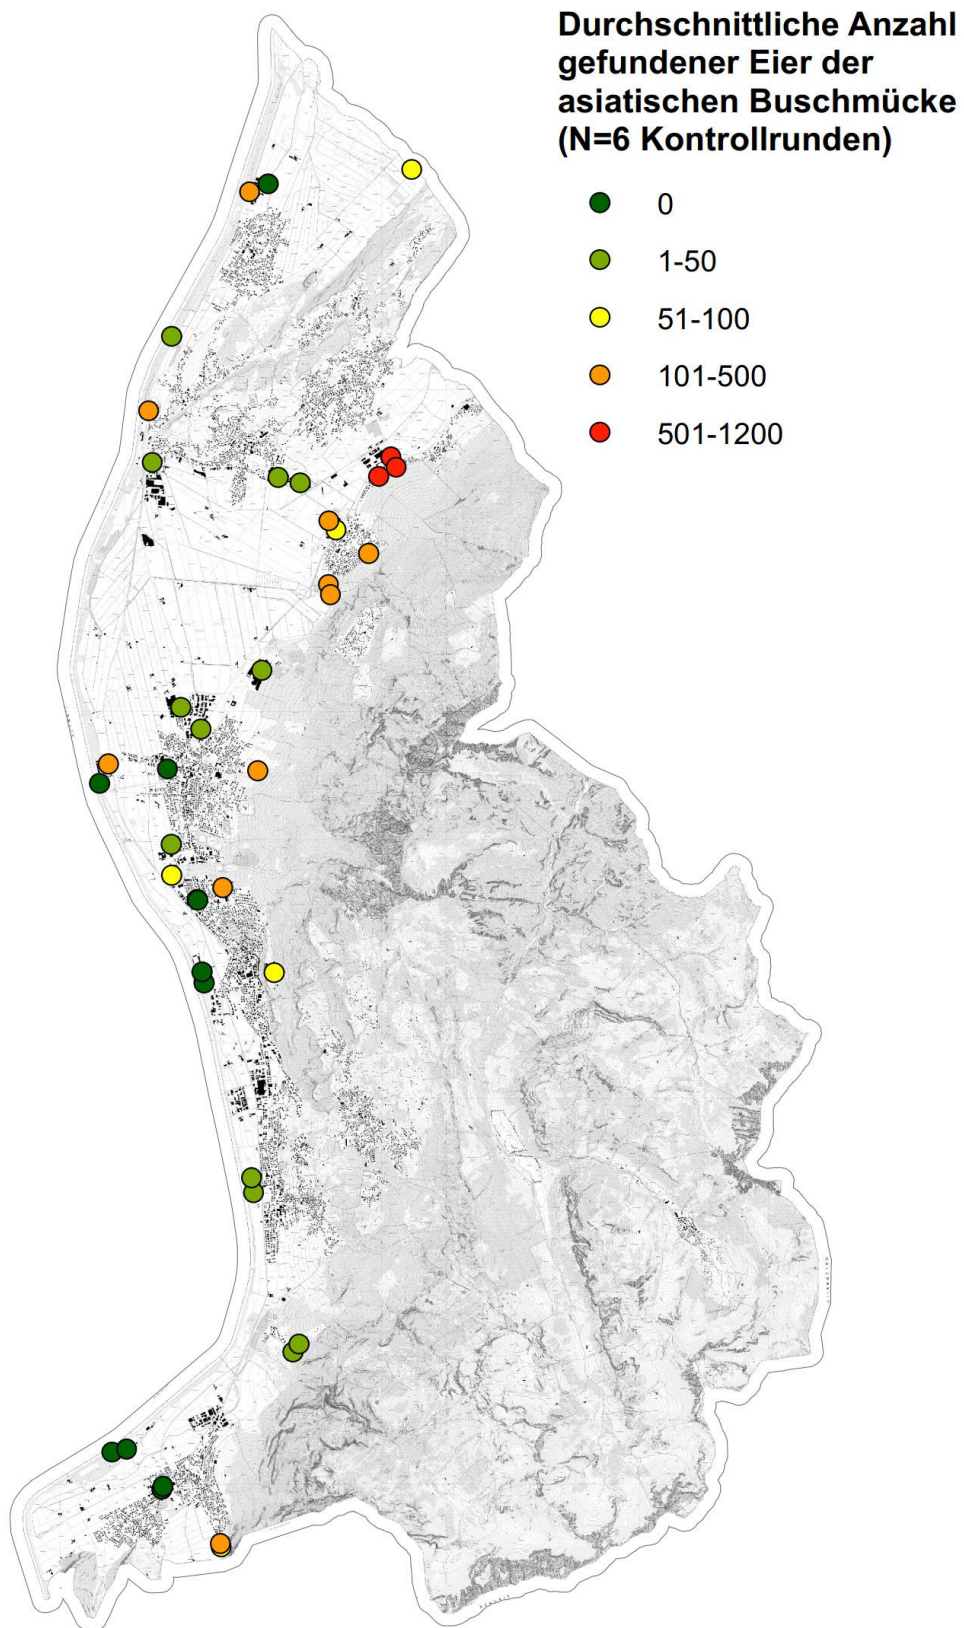 Durchschnittliche Anzahl
gefundener Eier der
asiatischen Buschmücke
(N=6 Kontrollrunden)
0
1-50
51-100
101-500
501-1200